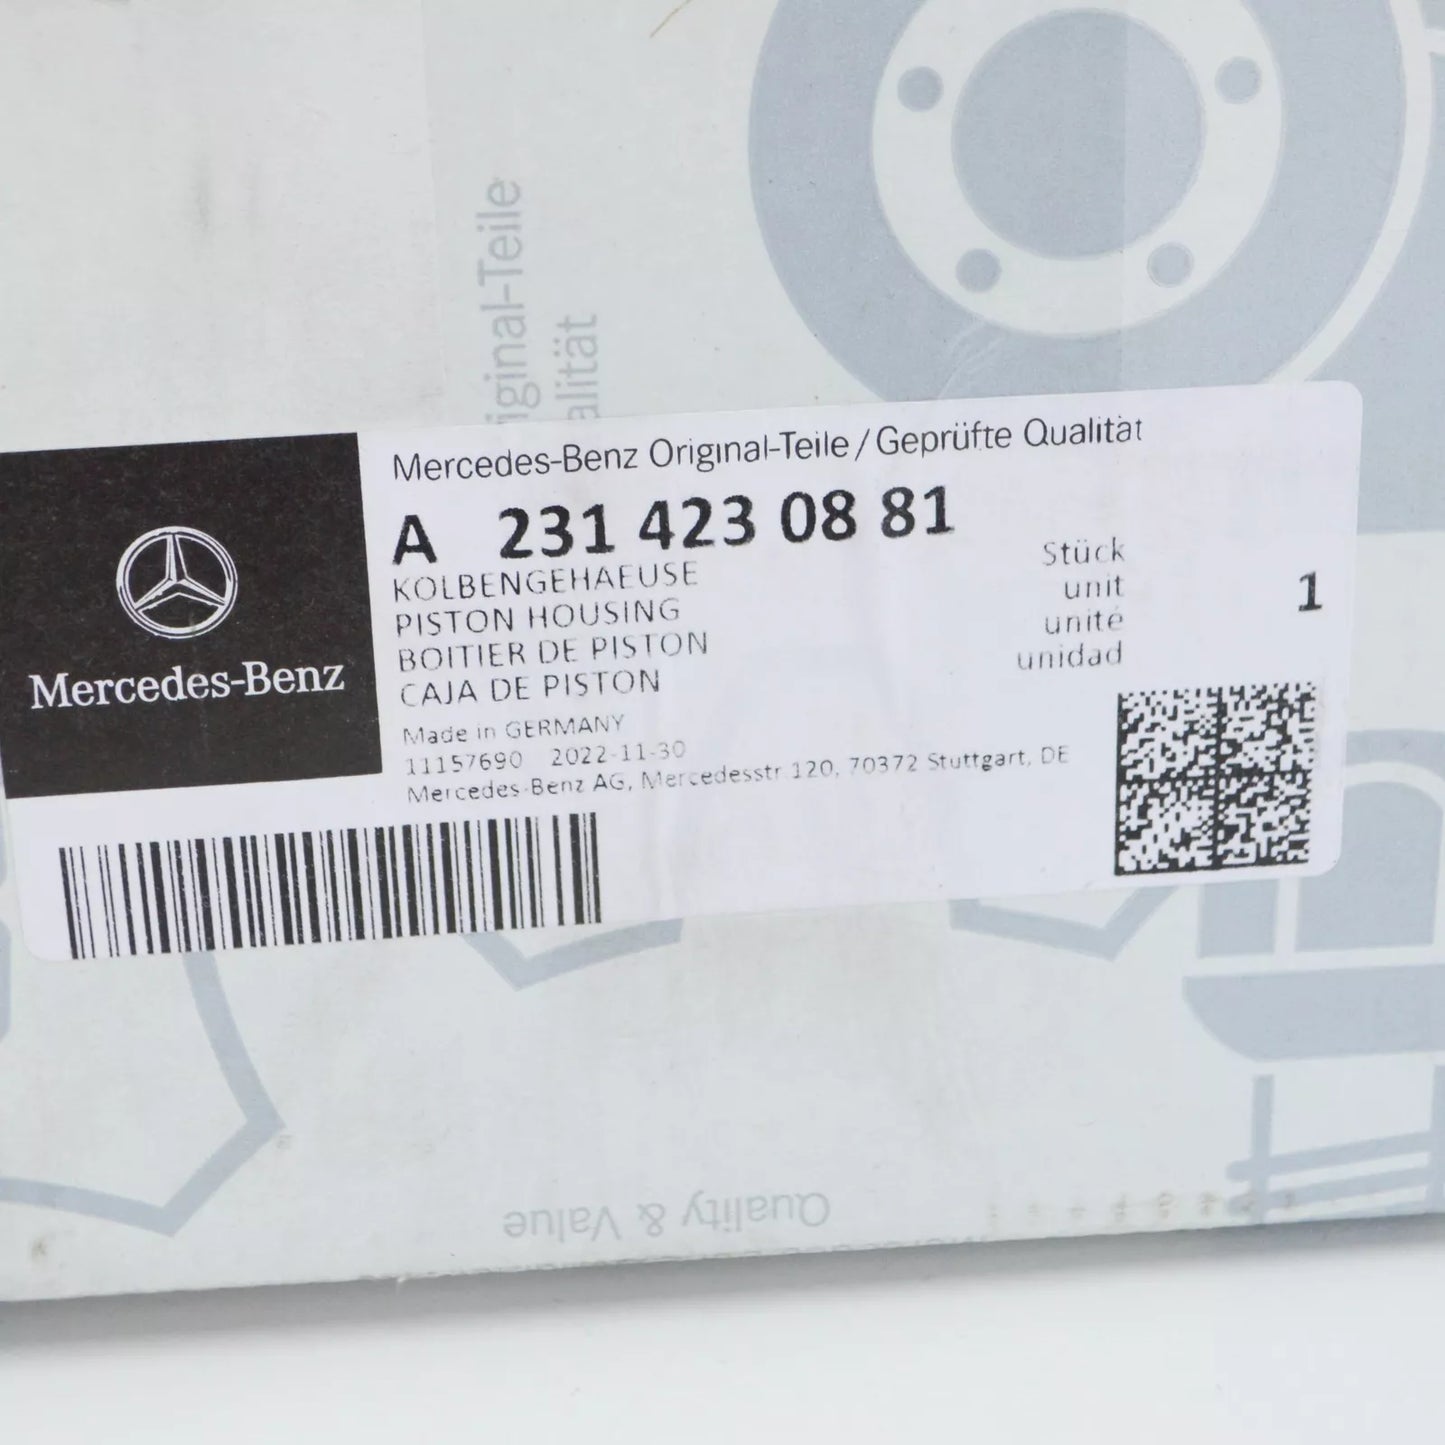 iginal-Teile
alität
Mercedes-Benz Original-Teile / Geprüfte Qualität
A 231 423 08 81
KOLBENGEHAEUSE
PISTON HOUSING
BOITIER DE PISTON
CAJA DE PISTON
Stück
unit
unité
unidad
1
Made in GERMANY
11157690 2022-11-30
Mercedes-Benz AG, Mercedesstr.120, 70372 Stuttgart, DE
Mercedes-Benz
Quality & Value